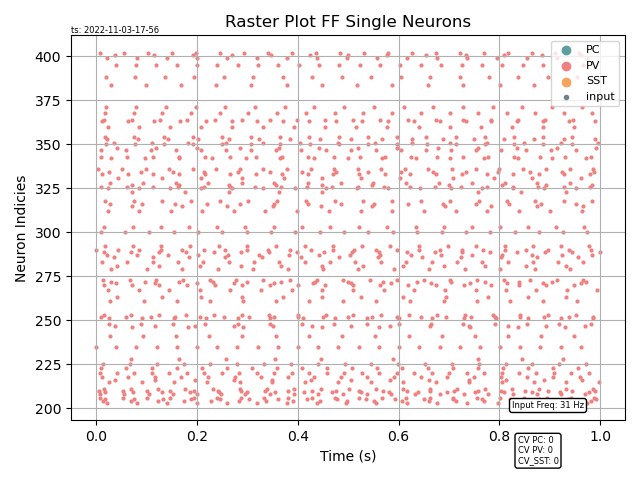 Raster Plot FF Single Neurons
ts: 2022-11-03-17-56
PC
PV
SST
input
Neuron Indicies
400
375
350
325
300
275
250
225
200
0.0 0.2 0.4 0.6 0.8 1.0
Time (s)
Input Freq: 31 Hz
CV PC: 0
CV PV: 0
CV_SST: 0